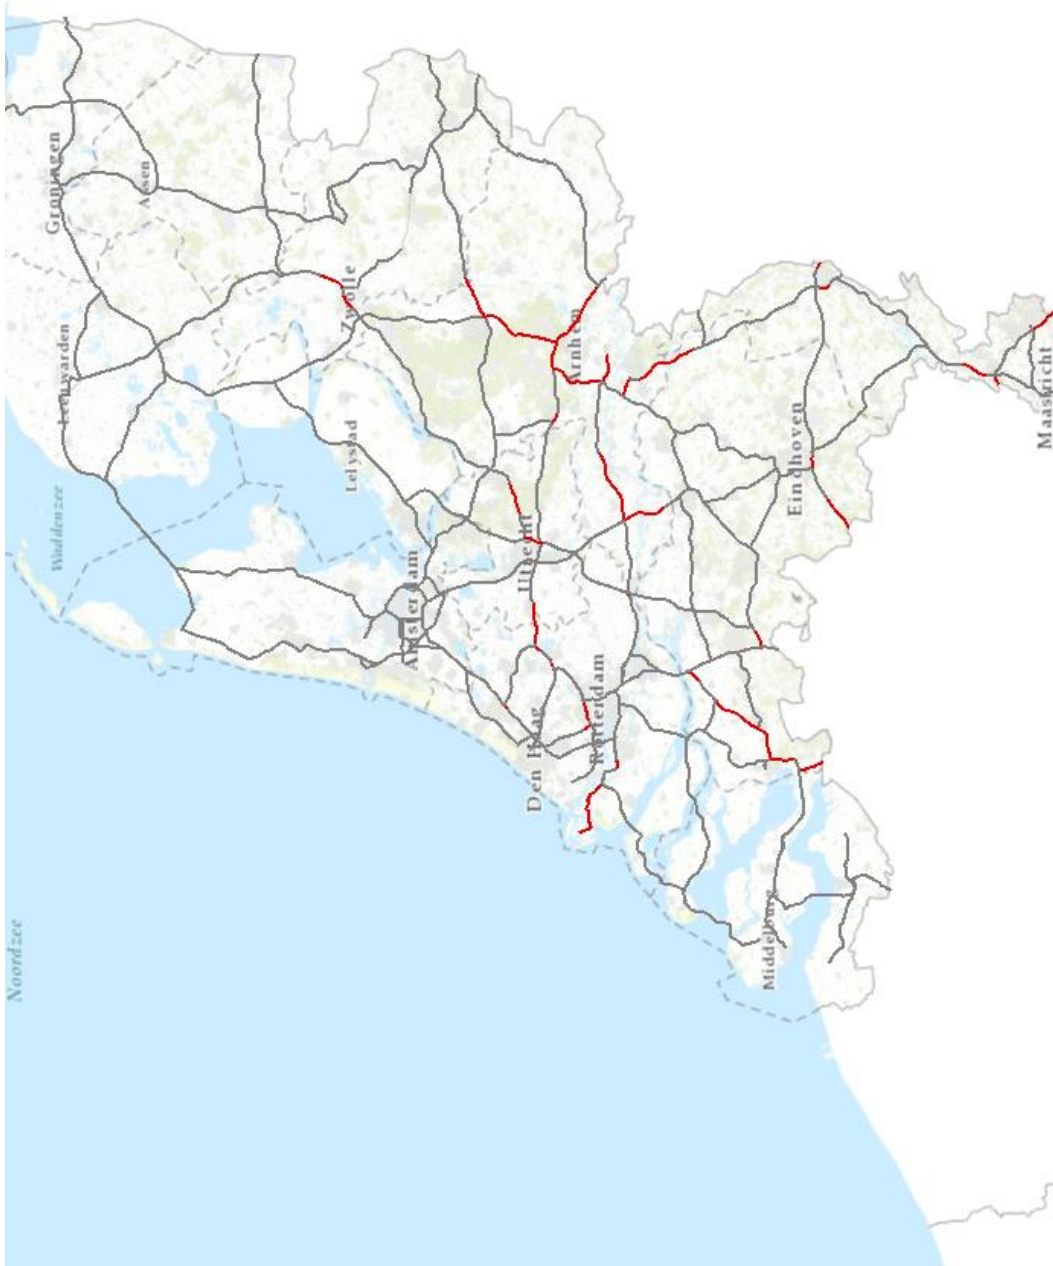 Groningen
Assen
Leeuwarden
Zwolle
Waddenzee
Lelystad
Amsterdam
Noordzee
Utrecht
Arnhem
Den Haag
Rotterdam
Middelburg
Eindhoven
Maastricht